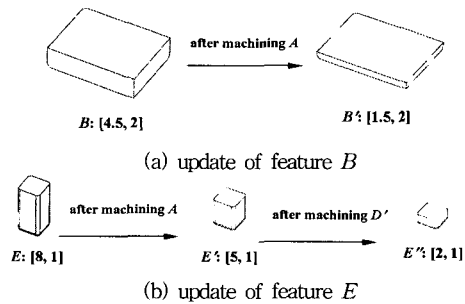 after machining A
B: [4.5, 2]
B': [1.5, 2]
(a) update of feature B
after machining A
after machining D'
E: [8, 1]
E': [5, 1]
E'': [2, 1]
(b) update of feature E